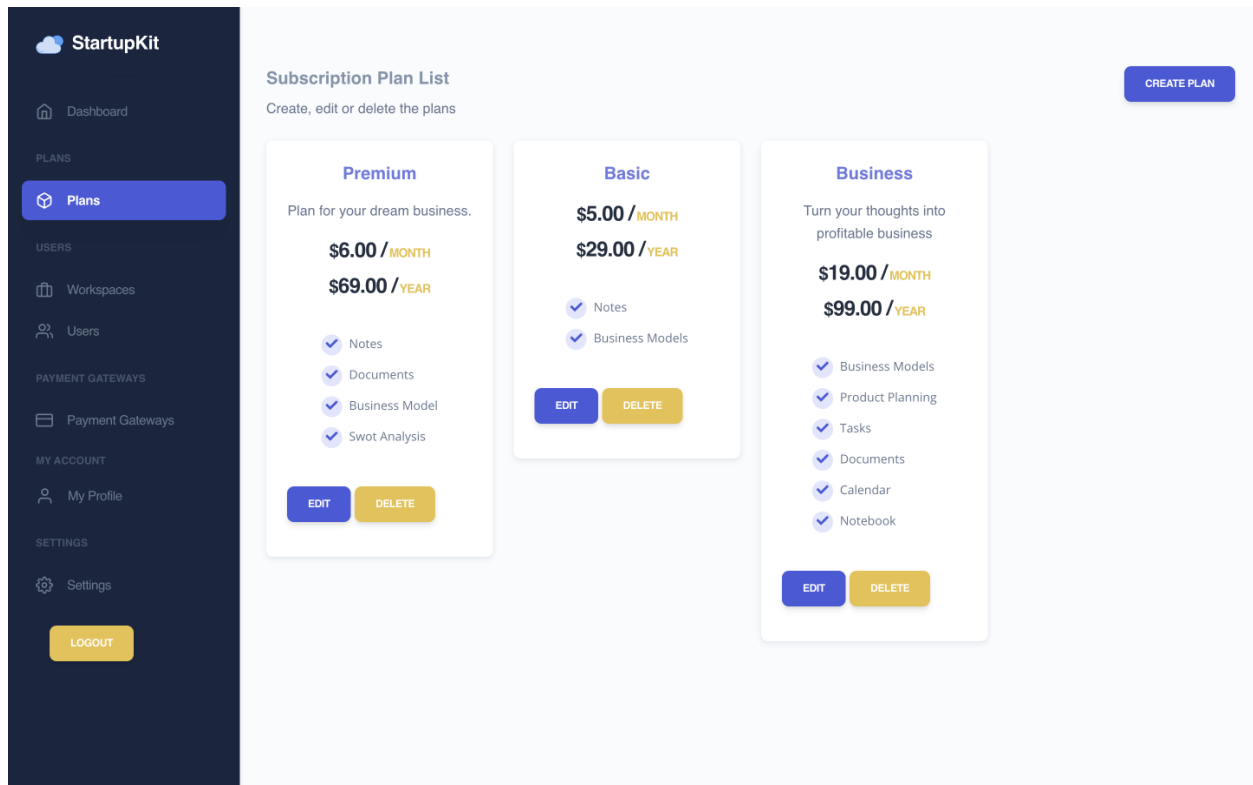 StartupKit
Dashboard
PLANS
Plans
USERS
Workspaces
Users
PAYMENT GATEWAYS
Payment Gateways
MY ACCOUNT
My Profile
SETTINGS
Settings
LOGOUT
Subscription Plan List
Create, edit or delete the plans
CREATE PLAN
Premium
Plan for your dream business.
$6.00 / MONTH
$69.00 / YEAR
Notes
Documents
Business Model
Swot Analysis
EDIT DELETE
Basic
$5.00 / MONTH
$29.00 / YEAR
Notes
Business Models
EDIT DELETE
Business
Turn your thoughts into
profitable business
$19.00 / MONTH
$99.00 / YEAR
Business Models
Product Planning
Tasks
Documents
Calendar
Notebook
EDIT DELETE